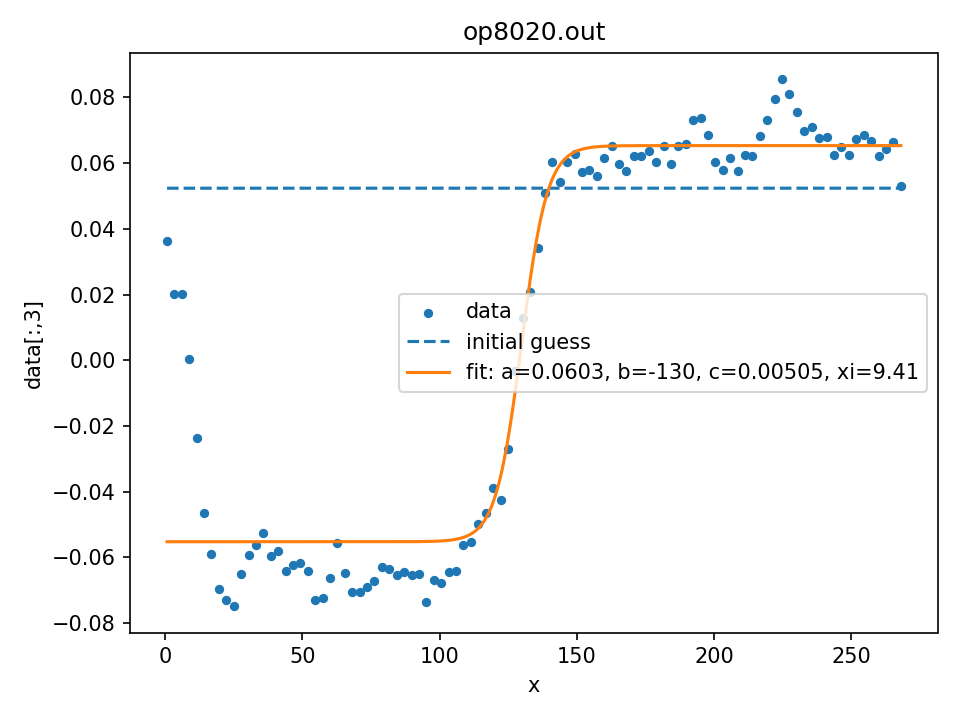 op8020.out
0.08
0.06
0.04
0.02
0.00
−0.02
−0.04
−0.06
−0.08
data[:,3]
data
initial guess
fit: a=0.0603, b=-130, c=0.00505, xi=9.41
0 50 100 150 200 250
x